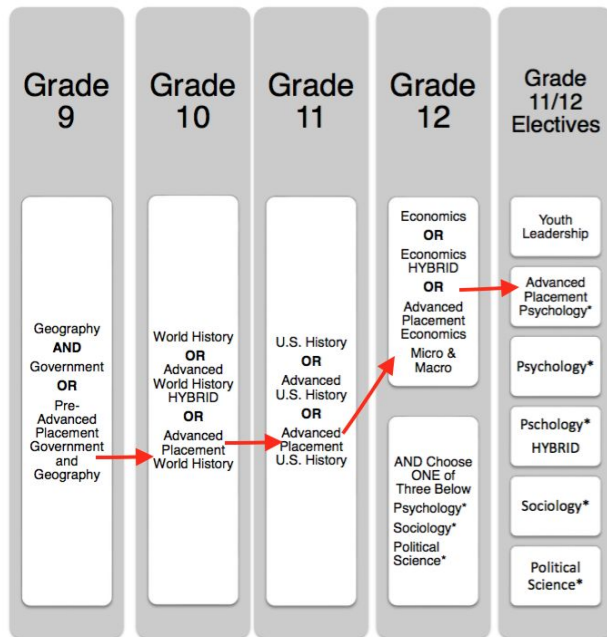 Grade
9
Geography
AND
Government
OR
Pre-
Advanced
Placement
Government
and
Geography
Grade
10
World History
OR
Advanced
World History
HYBRID
OR
Advanced
Placement
World History
Grade
11
U.S. History
OR
Advanced
U.S. History
OR
Advanced
Placement
U.S. History
Grade
12
Economics
OR
Economics
HYBRID
OR
Advanced
Placement
Economics
Micro &
Macro
AND Choose
ONE of
Three Below
Psychology*
Sociology*
Political
Science*
Grade
11/12
Electives
Youth
Leadership
Advanced
Placement
Psychology*
Psychology*
Pschology*
HYBRID
Sociology*
Political
Science*